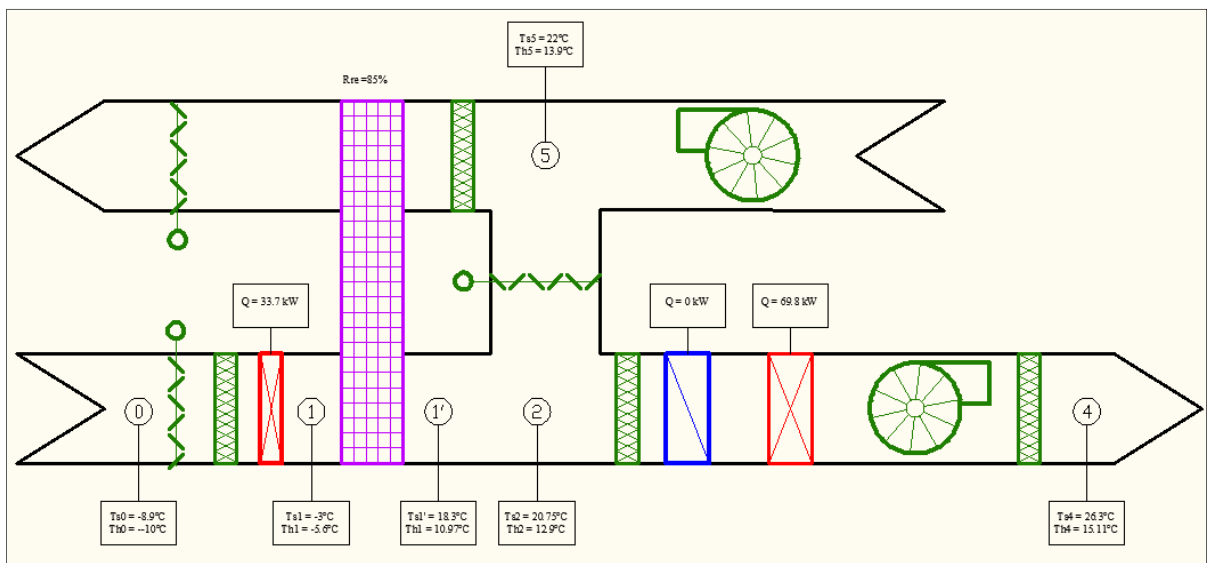 Ts5 = 22°C
Th5 = 13.9°C
Rre=85%
5
Q = 33.7 kW
Q = 0 kW
Q = 69.8 kW
0
1
1'
2
4
Ts0 = -8.9°C
Th0 = --10°C
Ts1 = -3°C
Th1 = -5.6°C
Ts1' = 18.3°C
Th1 = 10.97°C
Ts2 = 20.75°C
Th2 = 12.9°C
Ts4 = 26.3°C
Th4 = 15.11°C